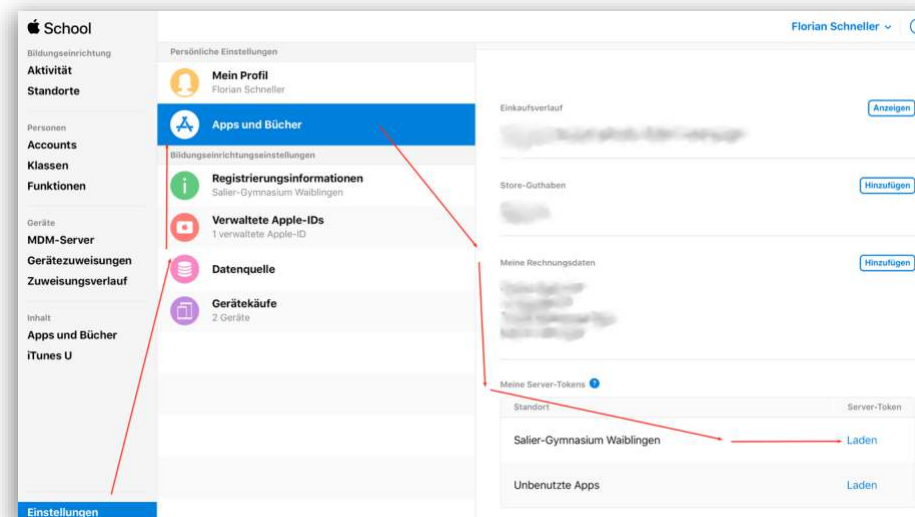 School
Florian Schneller
Bildungseinrichtung
Aktivität
Standorte
Personen
Accounts
Klassen
Funktionen
Geräte
MDM-Server
Gerätezuweisungen
Zuweisungsverlauf
Inhalt
Apps und Bücher
iTunes U
Einstellungen
Persönliche Einstellungen
Mein Profil
Florian Schneller
Apps und Bücher
Bildungseinrichtungseinstellungen
Registrierungsinformationen
Salier-Gymnasium Waiblingen
Verwaltete Apple-IDs
1 verwaltete Apple-ID
Datenquelle
Gerätekäufe
2 Geräte
Einkaufsverlauf
Anzeigen
Store-Guthaben
Hinzufügen
Meine Rechnungsdaten
Hinzufügen
Meine Server-Tokens ?
Standort Server-Token
Salier-Gymnasium Waiblingen Laden
Unbenutzte Apps Laden